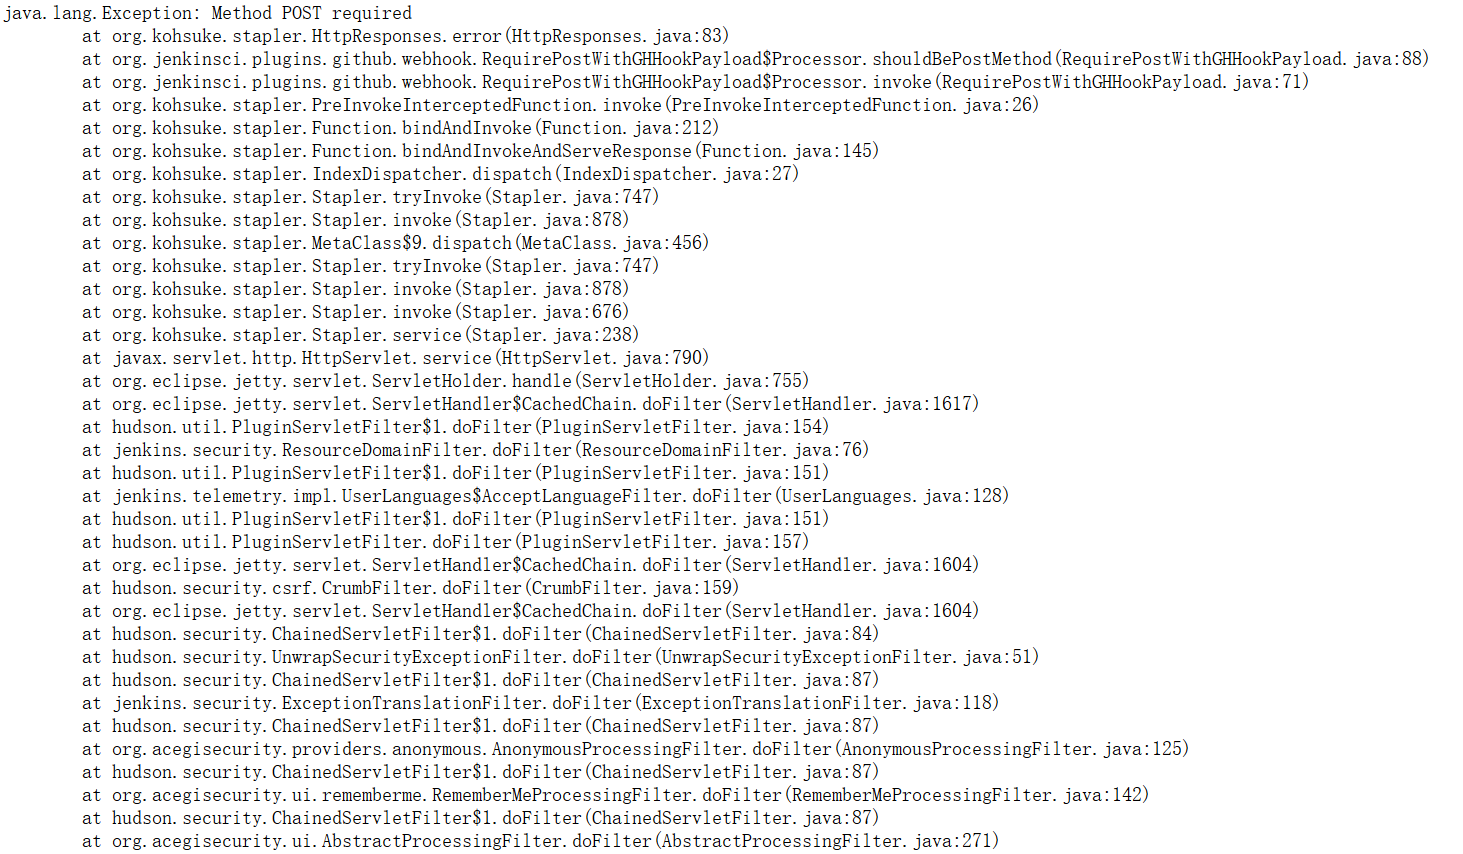 java.lang.Exception: Method POST required
at org.kohsuke.stapler.HttpResponses.error(HttpResponses.java:83)
at org.jenkinsci.plugins.github.webhook.RequirePostWithGHHookPayload$Processor.shouldBePostMethod(RequirePostWithGHHookPayload.java:88)
at org.jenkinsci.plugins.github.webhook.RequirePostWithGHHookPayload$Processor.invoke(RequirePostWithGHHookPayload.java:71)
at org.kohsuke.stapler.PreInvokeInterceptedFunction.invoke(PreInvokeInterceptedFunction.java:26)
at org.kohsuke.stapler.Function.bindAndInvoke(Function.java:212)
at org.kohsuke.stapler.Function.bindAndInvokeAndServeResponse(Function.java:145)
at org.kohsuke.stapler.IndexDispatcher.dispatch(IndexDispatcher.java:27)
at org.kohsuke.stapler.Stapler.tryInvoke(Stapler.java:747)
at org.kohsuke.stapler.Stapler.invoke(Stapler.java:878)
at org.kohsuke.stapler.MetaClass$9.dispatch(MetaClass.java:456)
at org.kohsuke.stapler.Stapler.tryInvoke(Stapler.java:747)
at org.kohsuke.stapler.Stapler.invoke(Stapler.java:878)
at org.kohsuke.stapler.Stapler.invoke(Stapler.java:676)
at org.kohsuke.stapler.Stapler.service(Stapler.java:238)
at javax.servlet.http.HttpServlet.service(HttpServlet.java:790)
at org.eclipse.jetty.servlet.ServletHolder.handle(ServletHolder.java:755)
at org.eclipse.jetty.servlet.ServletHandler$CachedChain.doFilter(ServletHandler.java:1617)
at hudson.util.PluginServletFilter$1.doFilter(PluginServletFilter.java:154)
at jenkins.security.ResourceDomainFilter.doFilter(ResourceDomainFilter.java:76)
at hudson.util.PluginServletFilter$1.doFilter(PluginServletFilter.java:151)
at jenkins.telemetry.impl.UserLanguages$AcceptLanguageFilter.doFilter(UserLanguages.java:128)
at hudson.util.PluginServletFilter$1.doFilter(PluginServletFilter.java:151)
at hudson.util.PluginServletFilter.doFilter(PluginServletFilter.java:157)
at org.eclipse.jetty.servlet.ServletHandler$CachedChain.doFilter(ServletHandler.java:1604)
at hudson.security.csrf.CrumbFilter.doFilter(CrumbFilter.java:159)
at org.eclipse.jetty.servlet.ServletHandler$CachedChain.doFilter(ServletHandler.java:1604)
at hudson.security.ChainedServletFilter$1.doFilter(ChainedServletFilter.java:84)
at hudson.security.UnwrapSecurityExceptionFilter.doFilter(UnwrapSecurityExceptionFilter.java:51)
at hudson.security.ChainedServletFilter$1.doFilter(ChainedServletFilter.java:87)
at jenkins.security.ExceptionTranslationFilter.doFilter(ExceptionTranslationFilter.java:118)
at hudson.security.ChainedServletFilter$1.doFilter(ChainedServletFilter.java:87)
at org.acegisecurity.providers.anonymous.AnonymousProcessingFilter.doFilter(AnonymousProcessingFilter.java:125)
at hudson.security.ChainedServletFilter$1.doFilter(ChainedServletFilter.java:87)
at org.acegisecurity.ui.rememberme.RememberMeProcessingFilter.doFilter(RememberMeProcessingFilter.java:142)
at hudson.security.ChainedServletFilter$1.doFilter(ChainedServletFilter.java:87)
at org.acegisecurity.ui.AbstractProcessingFilter.doFilter(AbstractProcessingFilter.java:271)